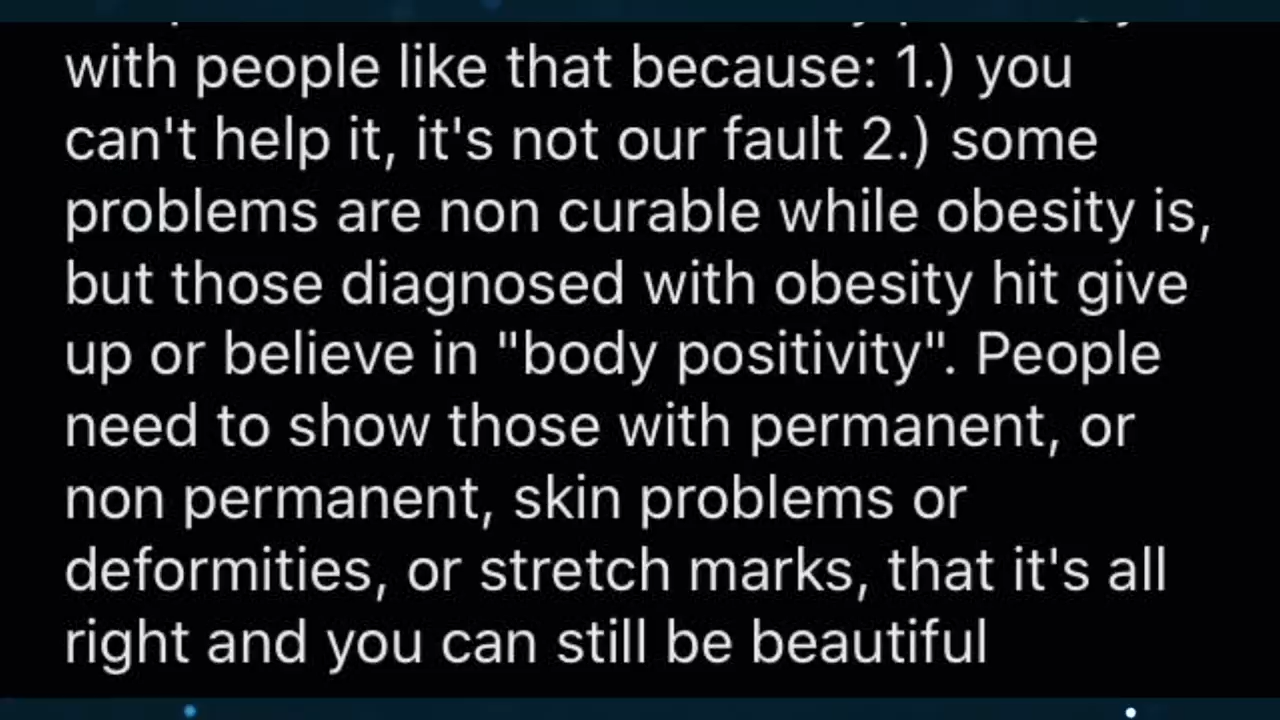 with people like that because: 1.) you
can't help it, it's not our fault 2.) some
problems are non curable while obesity is,
but those diagnosed with obesity hit give
up or believe in "body positivity". People
need to show those with permanent, or
non permanent, skin problems or
deformities, or stretch marks, that it's all
right and you can still be beautiful